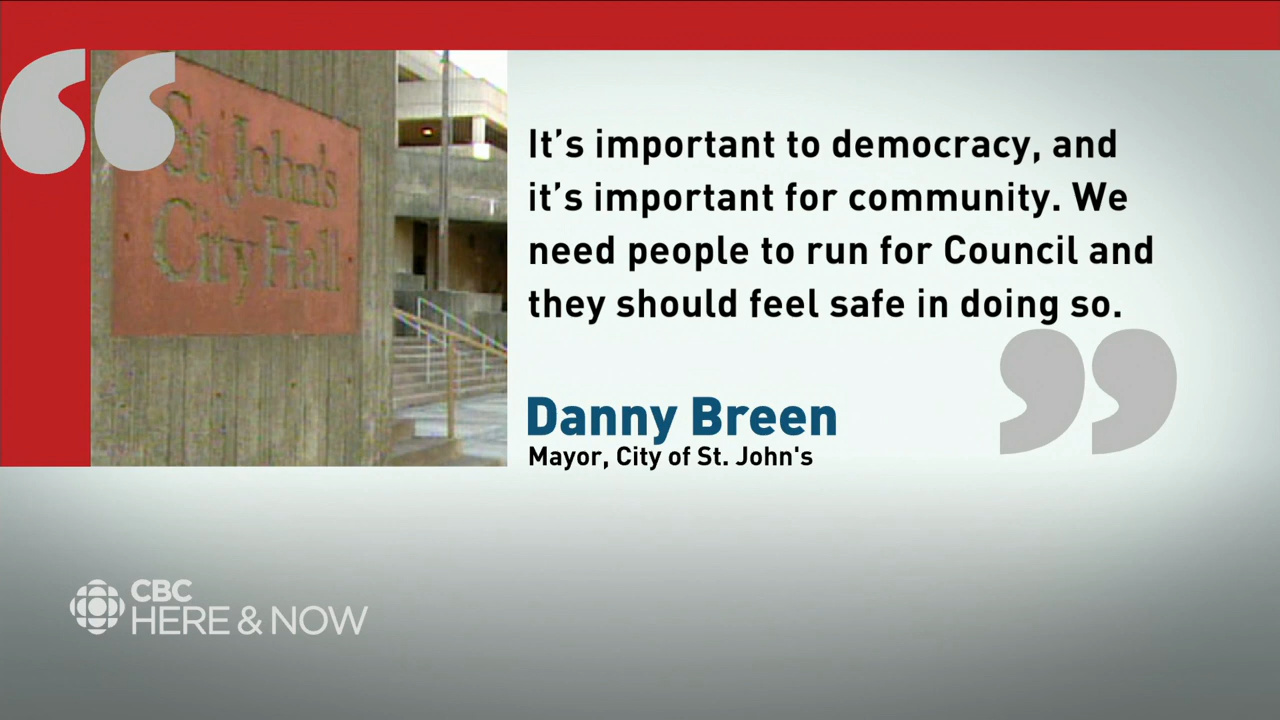 St. John's
City Hall
It's important to democracy, and
it's important for community. We
need people to run for Council and
they should feel safe in doing so.
Danny Breen
Mayor, City of St. John's
CBC
HERE & NOW